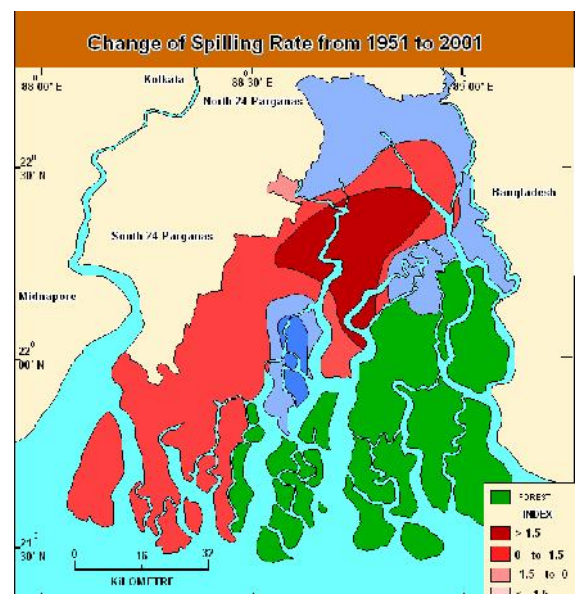 Change of Spilling Rate from 1951 to 2001
88°00' E
Kolkata
88°30' E
89°00' E
North 24 Parganas
22°
30' N
Bangladesh
South 24 Parganas
Midnapore
22°
00' N
FOREST
INDEX
> 1.5
0 to 1.5
1.5 to 0
21°
30' N
0 16 32
KILOMETRE